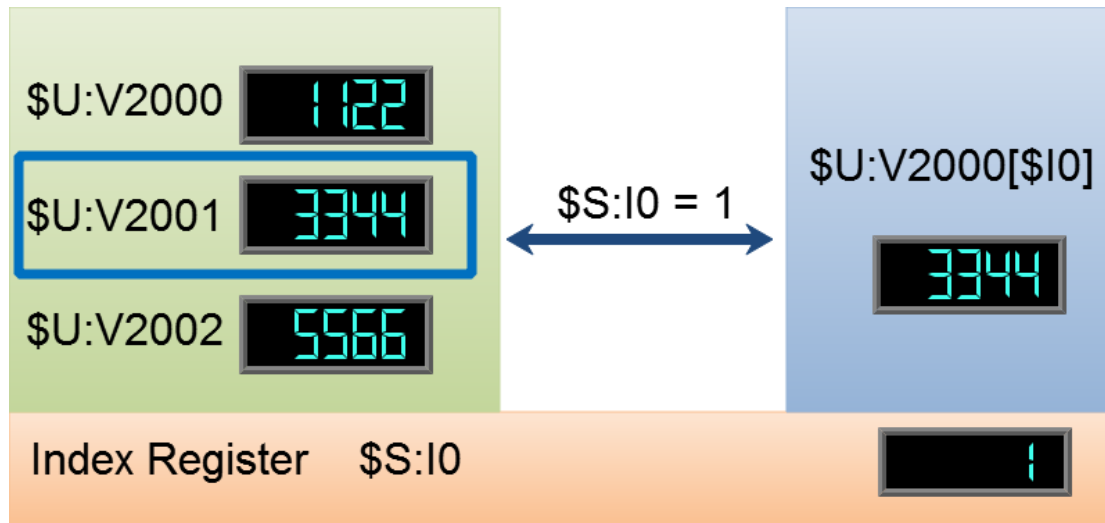 $U:V2000 1122
$U:V2001 3344
$U:V2002 5566
$S:I0 = 1
$U:V2000[$I0]
3344
Index Register $S:I0 1